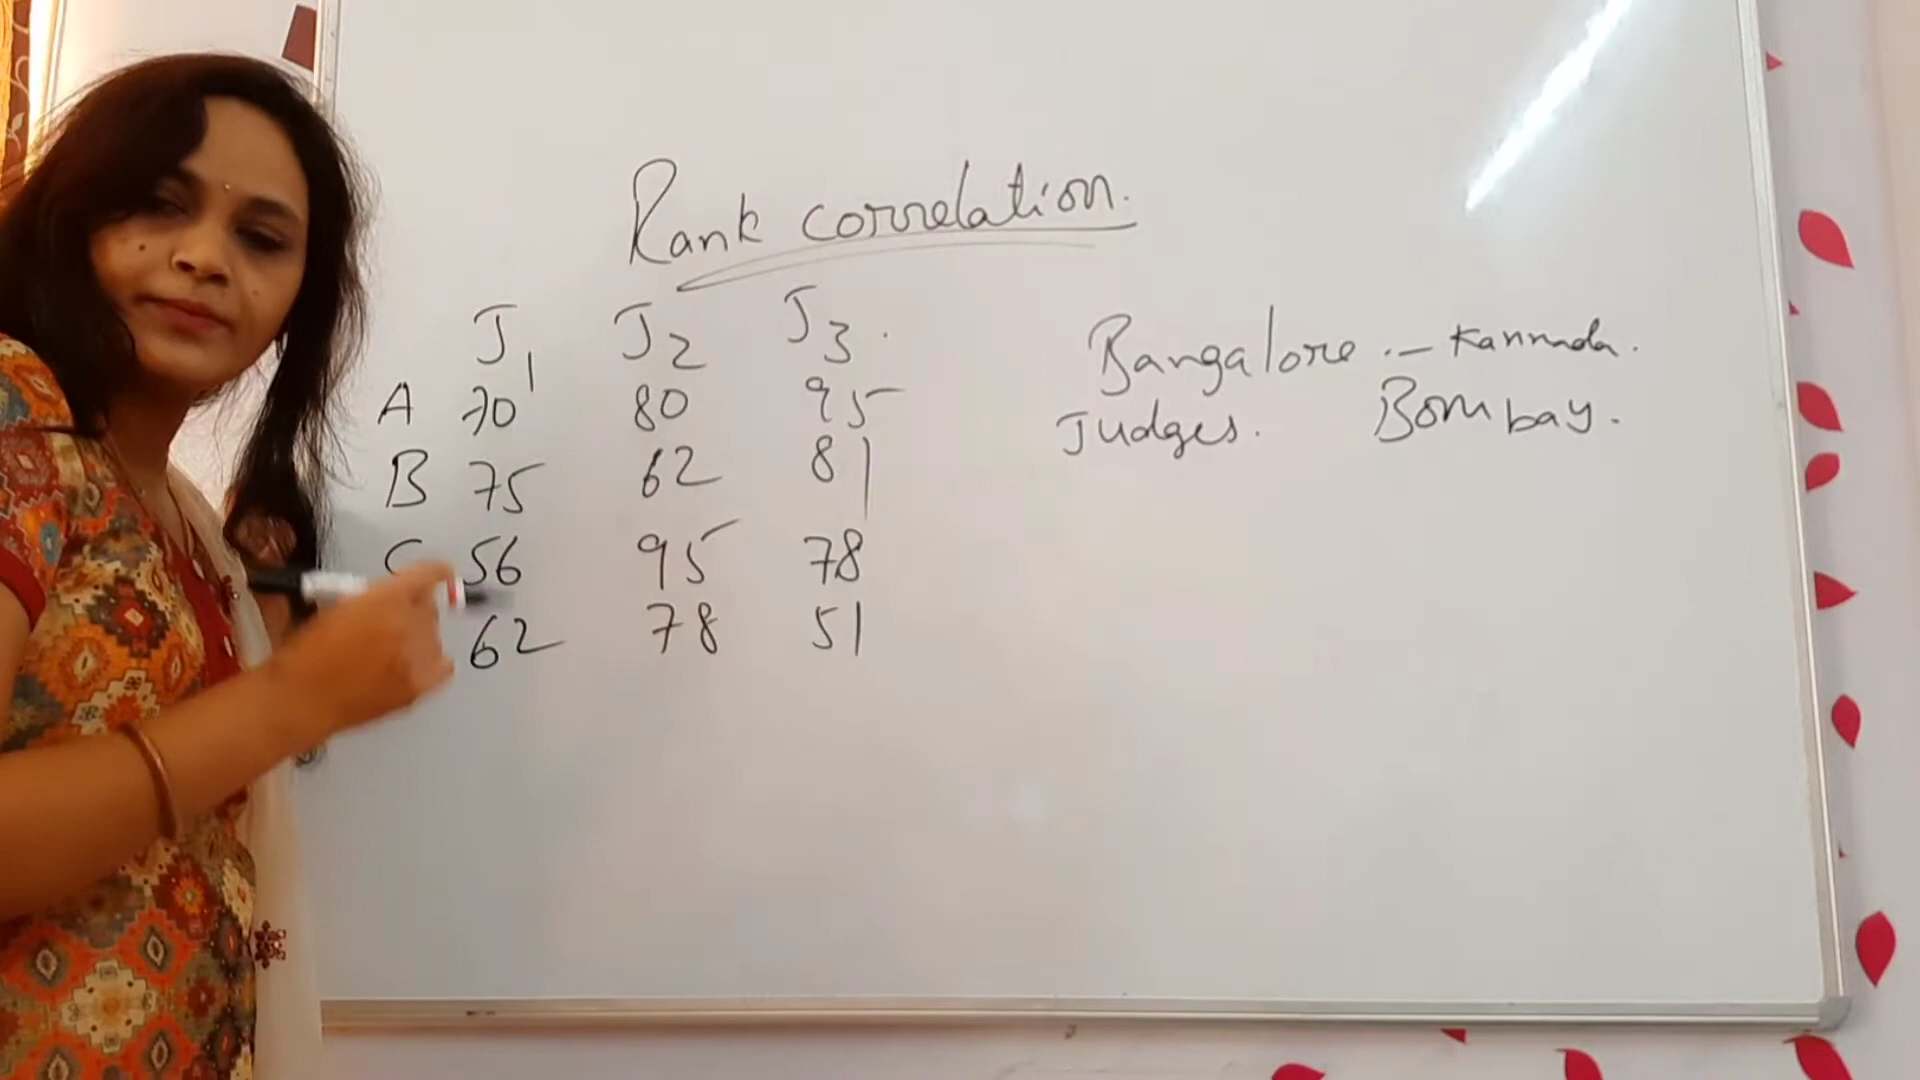 Rank correlation.
J1 J2 J3.
A 70 80 95
B 75 62 81
C 56 95 78
62 78 51
Bangalore. - Kannada.
Judges. Bombay.